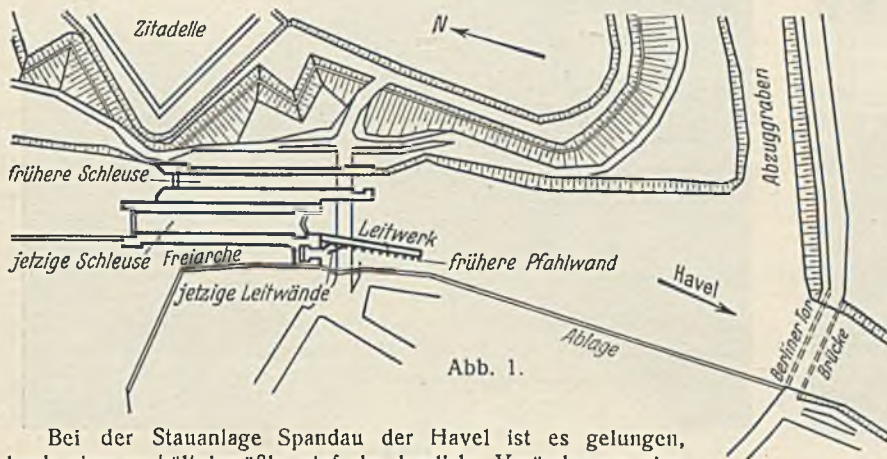 Zitadelle
N
Abzuggraben
frühere Schleuse
Leitwerk
jetzige Schleuse
Freiarche
frühere Pfahlwand
jetzige Leitwände
Havel
Ablage
Berliner Tor
Brücke
Abb. 1.
Bei der Stauanlage Spandau der Havel ist es gelungen,